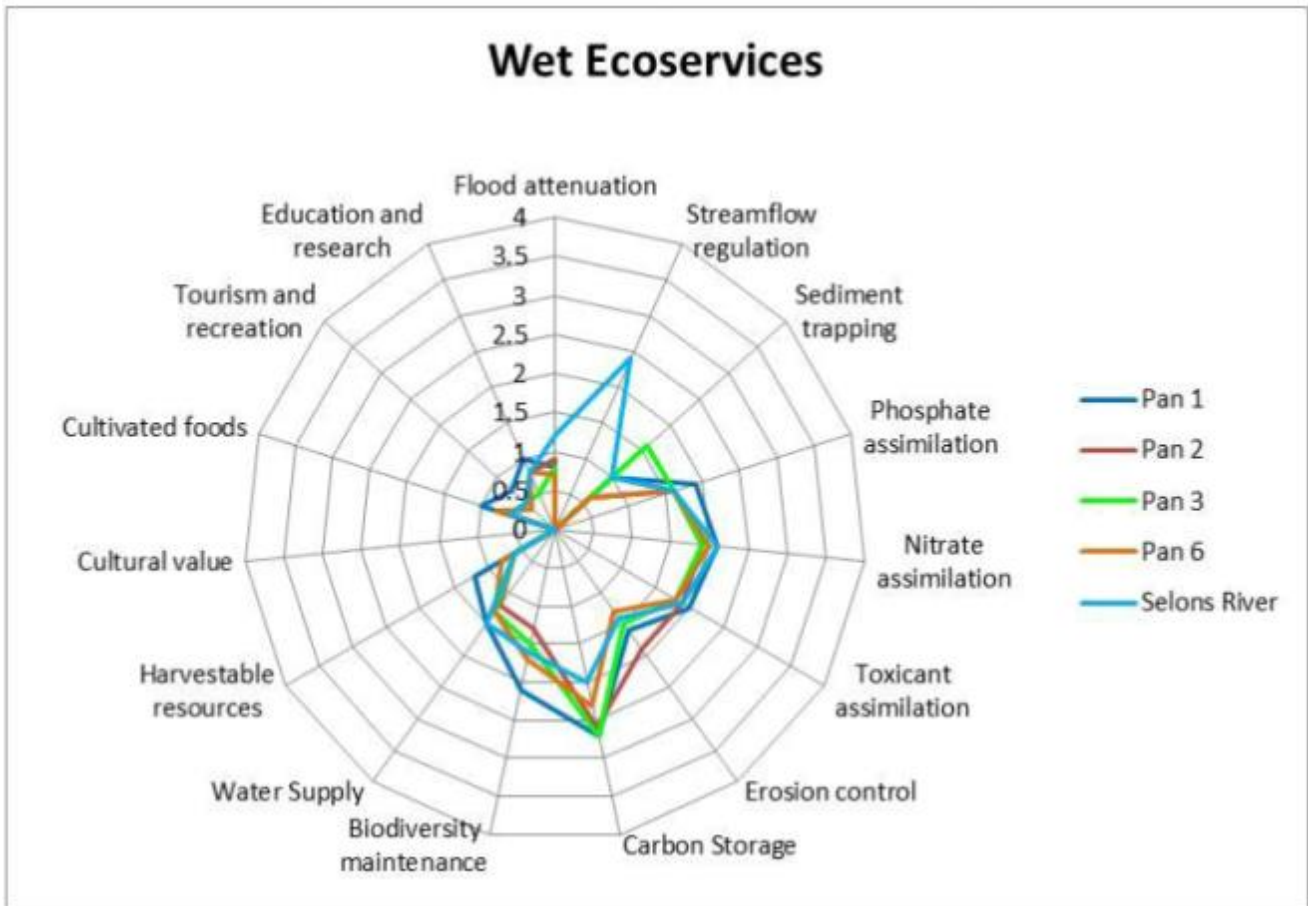 Wet Ecoservices
Flood attenuation
Streamflow
regulation
Sediment
trapping
Phosphate
assimilation
Nitrate
assimilation
Toxicant
assimilation
Erosion control
Carbon Storage
Biodiversity
maintenance
Water Supply
Harvestable
resources
Cultural value
Cultivated foods
Tourism and
recreation
Education and
research
4
3.5
3
2.5
2
1.5
1
0.5
0
Pan 1
Pan 2
Pan 3
Pan 6
Selons River